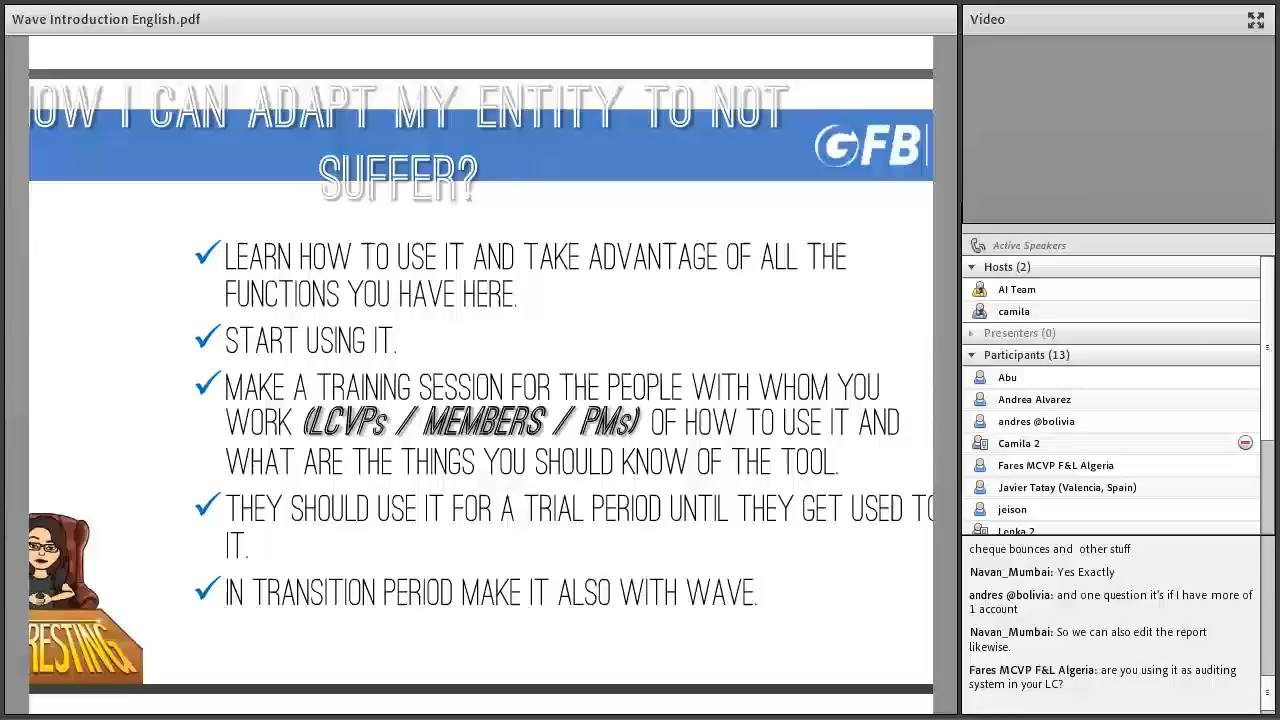 Wave Introduction English.pdf
OW I CAN ADAPT MY ENTITY TO NOT
SUFFER?
GFB
LEARN HOW TO USE IT AND TAKE ADVANTAGE OF ALL THE
FUNCTIONS YOU HAVE HERE.
START USING IT.
MAKE A TRAINING SESSION FOR THE PEOPLE WITH WHOM YOU
WORK (LCVPs / MEMBERS / PMs) OF HOW TO USE IT AND
WHAT ARE THE THINGS YOU SHOULD KNOW OF THE TOOL.
THEY SHOULD USE IT FOR A TRIAL PERIOD UNTIL THEY GET USED TO
IT.
IN TRANSITION PERIOD MAKE IT ALSO WITH WAVE.
RESTING
Video
Active Speakers
Hosts (2)
AI Team
camila
Presenters (0)
Participants (13)
Abu
Andrea Alvarez
andres @bolivia
Camila 2
Fares MCVP F&L Algeria
Javier Tatay (Valencia, Spain)
jeison
Lenka 2
cheque bounces and other stuff
Navan_Mumbai: Yes Exactly
andres @bolivia: and one question it's if I have more of
1 account
Navan_Mumbai: So we can also edit the report
likewise.
Fares MCVP F&L Algeria: are you using it as auditing
system in your LC?